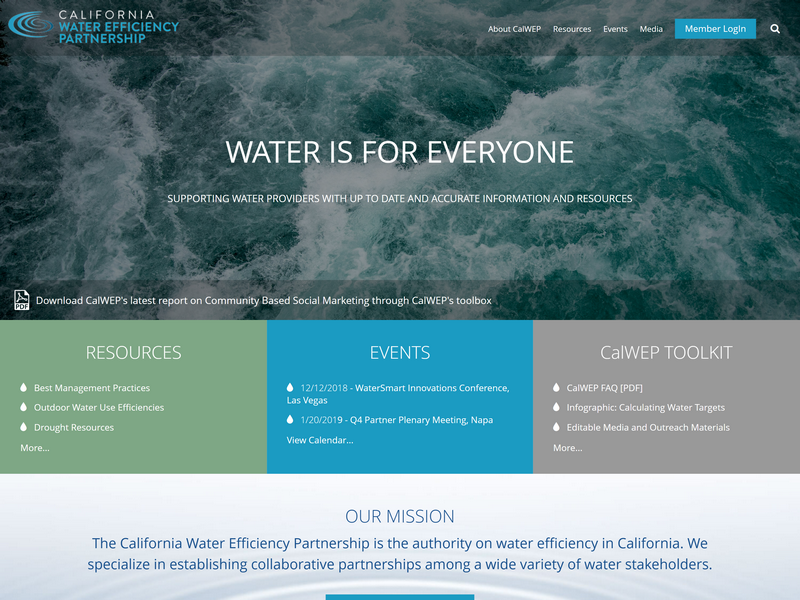 CALIFORNIA
WATER EFFICIENCY
PARTNERSHIP
About CalWEP Resources Events Media Member LogIn
WATER IS FOR EVERYONE
SUPPORTING WATER PROVIDERS WITH UP TO DATE AND ACCURATE INFORMATION AND RESOURCES
PDF Download CalWEP's latest report on Community Based Social Marketing through CalWEP's toolbox
RESOURCES
Best Management Practices
Outdoor Water Use Efficiencies
Drought Resources
More...
EVENTS
12/12/2018 - WaterSmart Innovations Conference,
Las Vegas
1/20/2019 - Q4 Partner Plenary Meeting, Napa
View Calendar...
CalWEP TOOLKIT
CalWEP FAQ [PDF]
Infographic: Calculating Water Targets
Editable Media and Outreach Materials
More...
OUR MISSION
The California Water Efficiency Partnership is the authority on water efficiency in California. We
specialize in establishing collaborative partnerships among a wide variety of water stakeholders.